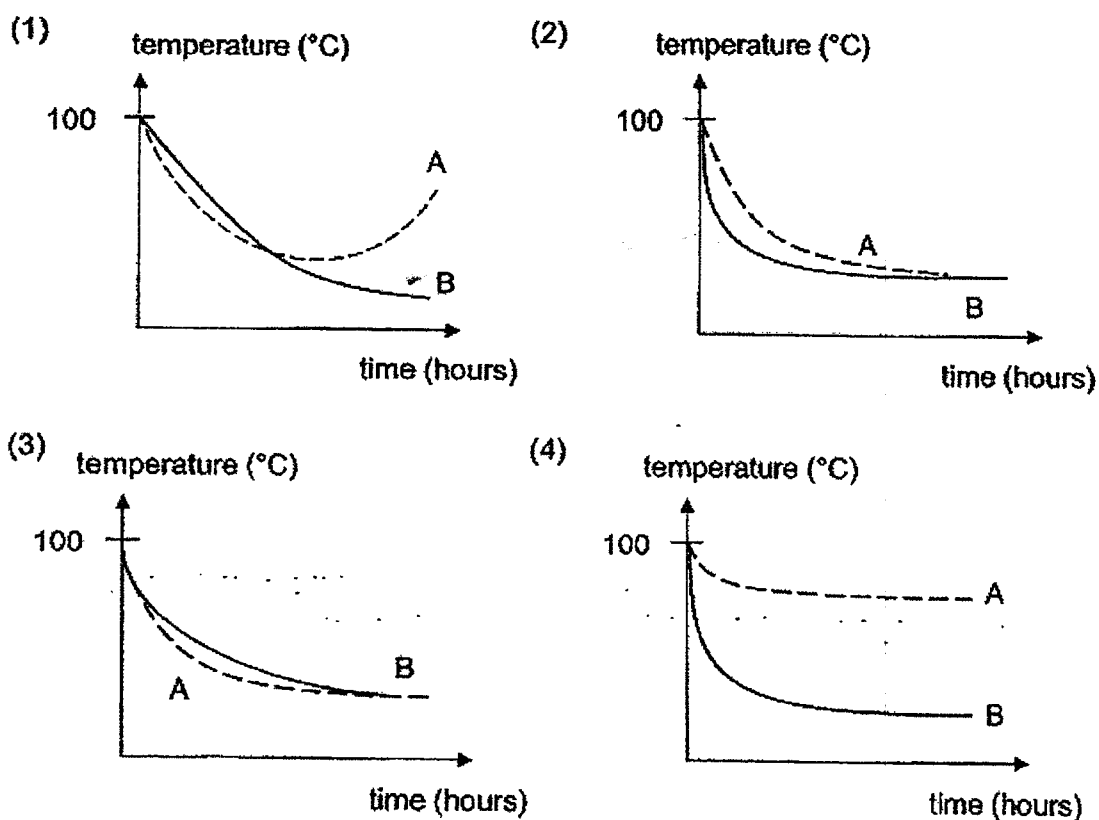 (1)
temperature (°C)
100
A
B
time (hours)
(2)
100
A
B
time (hours)
(3)
temperature (°C)
100
A
B
time (hours)
(4)
temperature (°C)
100
A
B
time (hours)